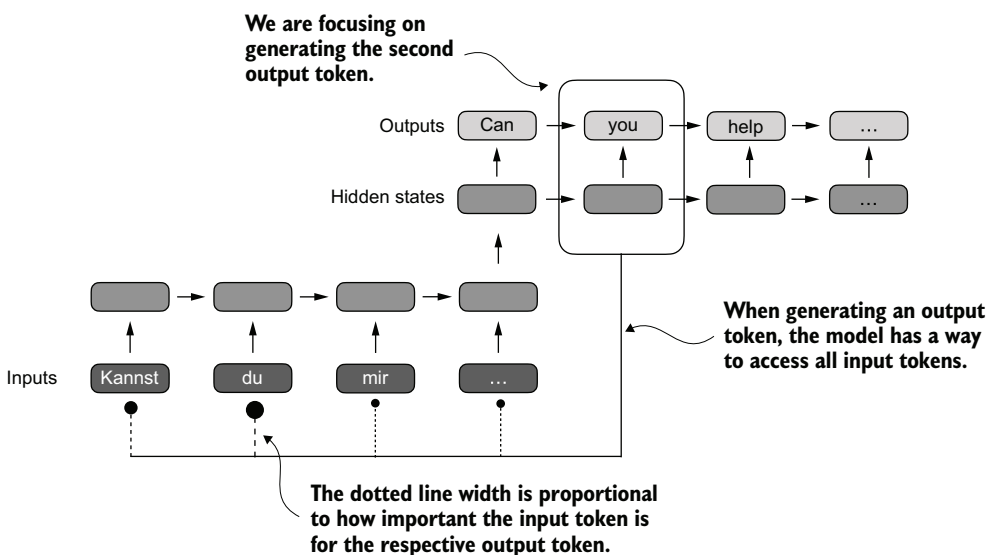 We are focusing on
generating the second
output token.
Outputs
Can
you
help
...
Hidden states
...
When generating an output
token, the model has a way
to access all input tokens.
Inputs
Kannst
du
mir
...
The dotted line width is proportional
to how important the input token is
for the respective output token.